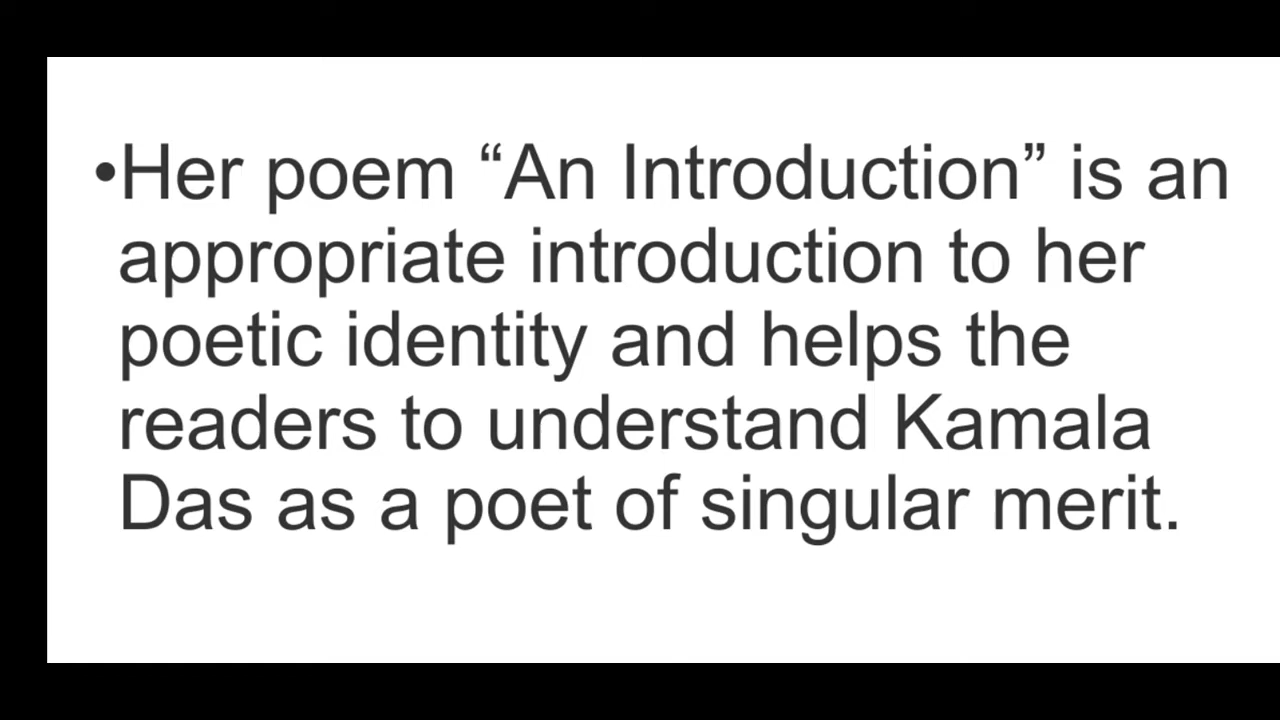 •Her poem “An Introduction” is an
appropriate introduction to her
poetic identity and helps the
readers to understand Kamala
Das as a poet of singular merit.